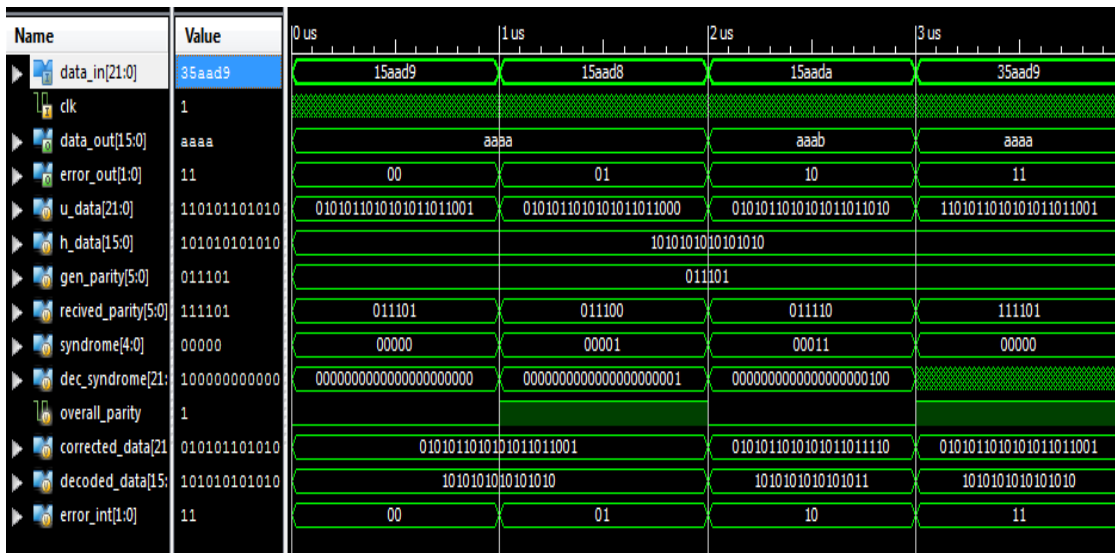 Name Value 0 us 1 us 2 us 3 us
data_in[21:0] 35aad9 15aad9 15aad8 15aada 35aad9
clk 1
data_out[15:0] aaaa aaaa aaab aaaa
error_out[1:0] 11 00 01 10 11
u_data[21:0] 110101101010 0101011010101011011001 0101011010101011011000 0101011010101011011010 1101011010101011011001
h_data[15:0] 101010101010 1010101010101010
gen_parity[5:0] 011101 011101
recived_parity[5:0] 111101 011101 011100 011110 111101
syndrome[4:0] 00000 00000 00001 00011 00000
dec_syndrome[21: 100000000000 0000000000000000000000 0000000000000000000001 0000000000000000000100
overall_parity 1
corrected_data[21 010101101010 0101011010101011011001 0101011010101011011110 0101011010101011011001
decoded_data[15: 101010101010 1010101010101010 1010101010101011 1010101010101010
error_int[1:0] 11 00 01 10 11